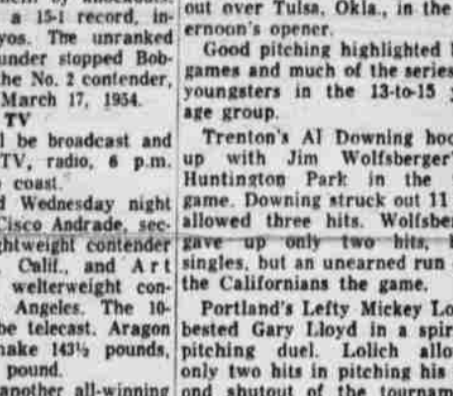 a 15-1 record, in-
yos. The unranked
under stopped Bob-
he No. 2 contender,
March 17, 1954.
TV
l be broadcast and
TV, radio, 6 p.m.
coast.
d Wednesday night
Cisco Andrade, sec-
ghtweight contender
Calif., and Art
welterweight con-
Angeles. The 10-
be telecast. Aragon
make 143½ pounds,
pound.
another all-winning
out over Tulsa, Okla., in the
ernoon's opener.
Good pitching highlighted
games and much of the series
youngsters in the 13-to-15
age group.
Trenton's Al Downing hoo
up with Jim Wolfsberger
Huntington Park in the
game. Downing struck out 11
allowed three hits. Wolfsbe
gave up only two hits,
singles, but an unearned run
the Californians the game.
Portland's Lefty Mickey Lo
bested Gary Lloyd in a spir
pitching duel. Lolich allo
only two hits in pitching his
ond shutout of the tournam